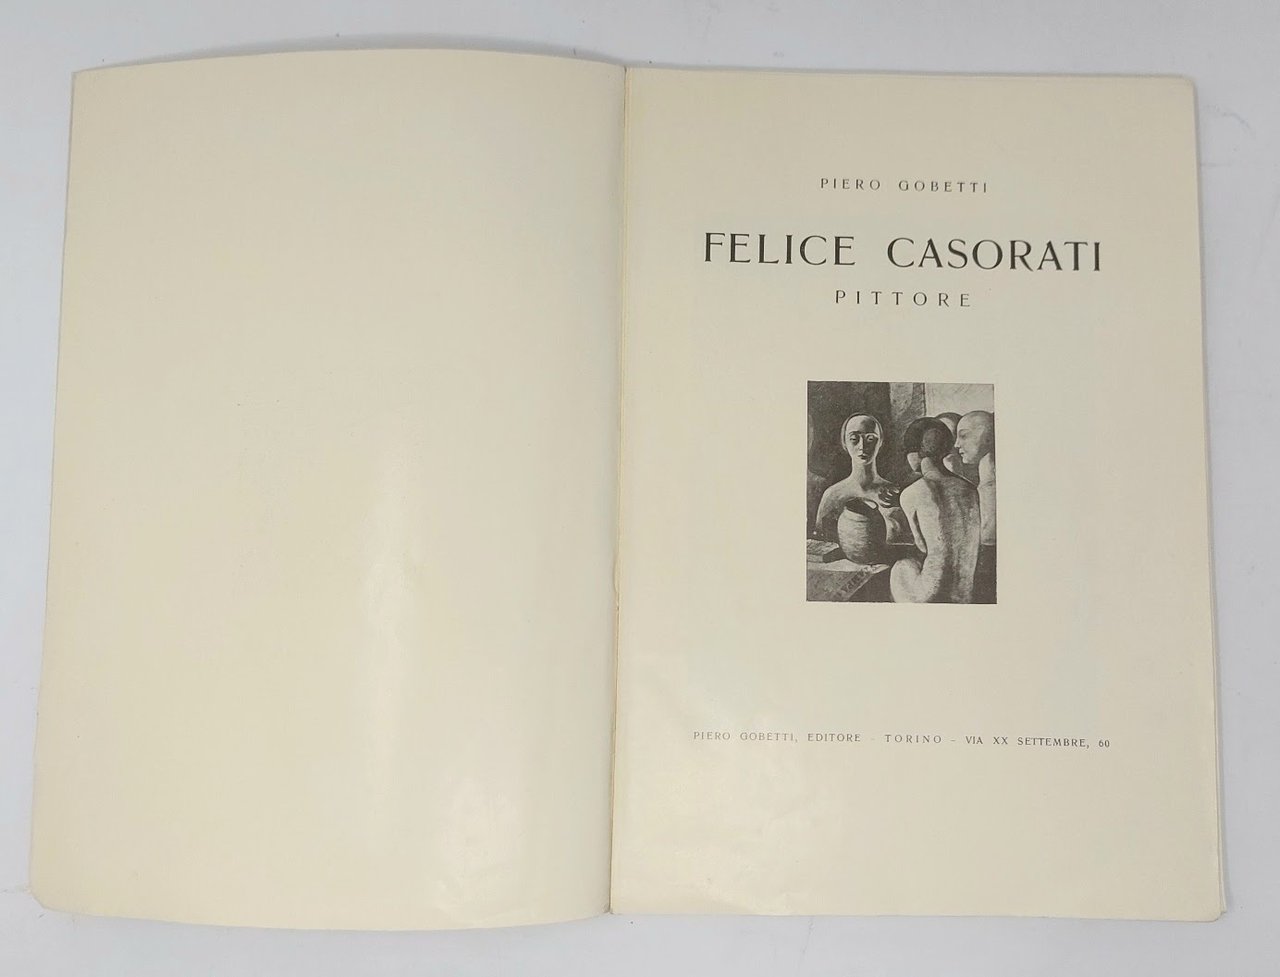 PIERO GOBETTI
FELICE CASORATI
PITTORE
PIERO GOBETTI, EDITORE - TORINO - VIA XX SETTEMBRE, 60